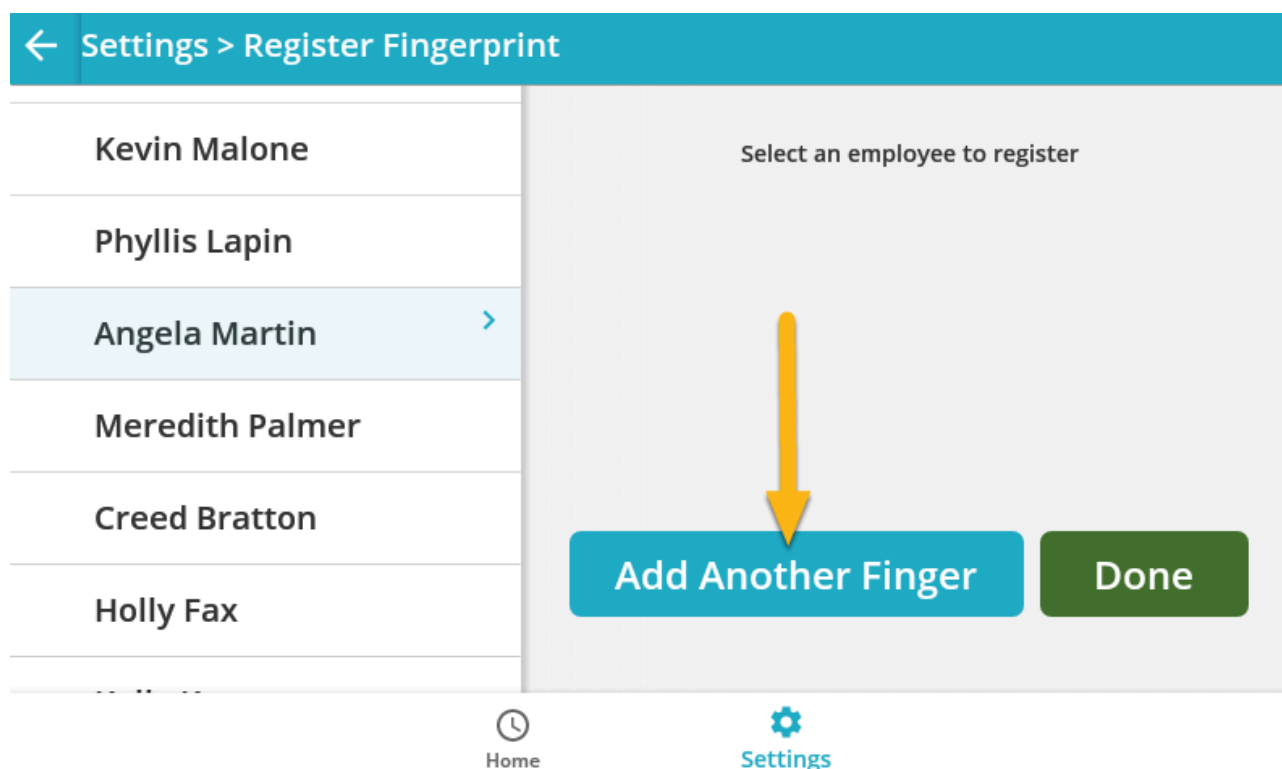 Settings > Register Fingerprint
Kevin Malone
Select an employee to register
Phyllis Lapin
Angela Martin
Meredith Palmer
Creed Bratton
Add Another Finger
Done
Holly Fax
Home
Settings